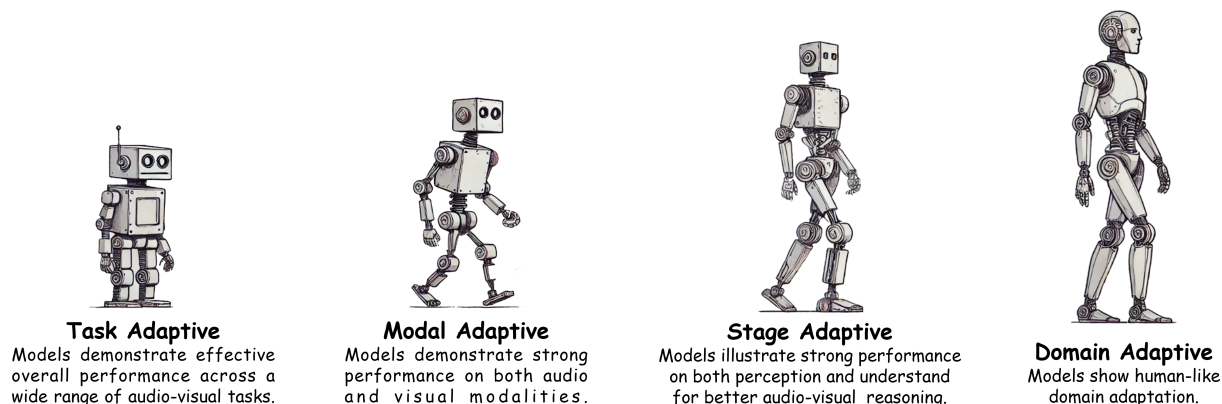 Task Adaptive
Models demonstrate effective
overall performance across a
wide range of audio-visual tasks.
Modal Adaptive
Models demonstrate strong
performance on both audio
and visual modalities.
Stage Adaptive
Models illustrate strong performance
on both perception and understand
for better audio-visual reasoning.
Domain Adaptive
Models show human-like
domain adaptation.